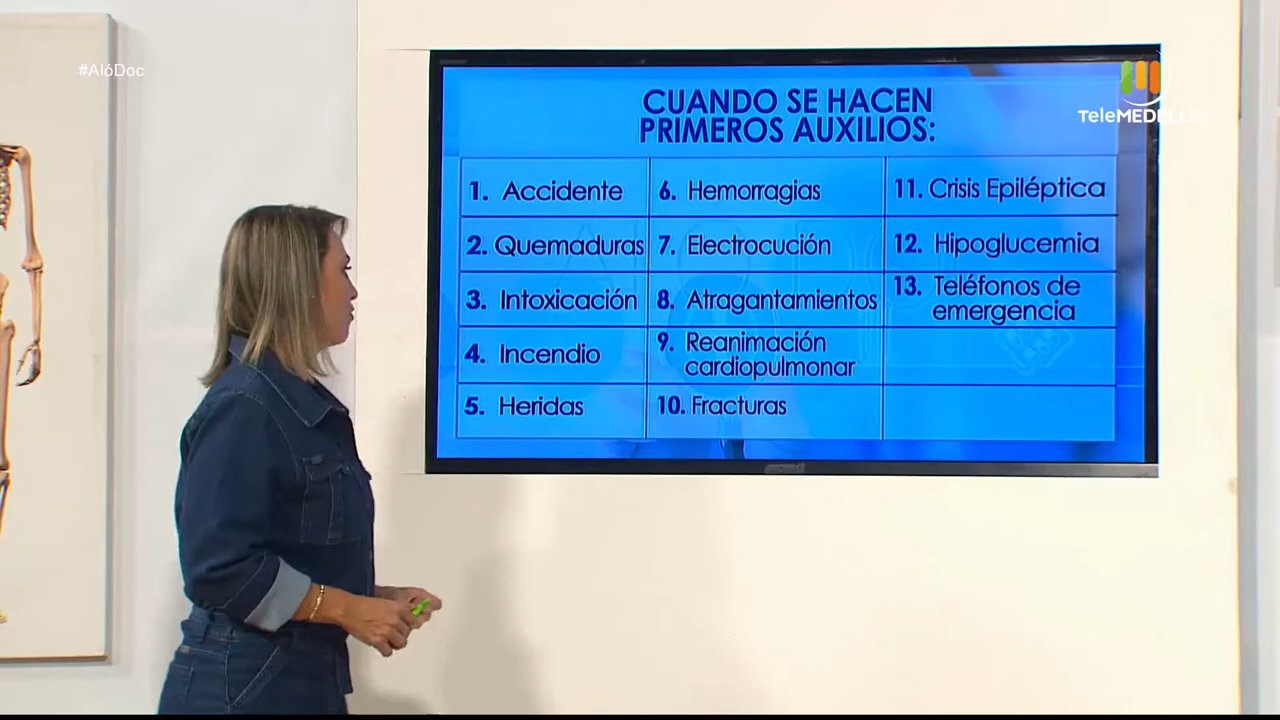 #AlóDoc
TeleMEDELLÍN
CUANDO SE HACEN
PRIMEROS AUXILIOS:
1. Accidente
2. Quemaduras
3. Intoxicación
4. Incendio
5. Heridas
6. Hemorragias
7. Electrocución
8. Atragantamientos
9. Reanimación
cardiopulmonar
10. Fracturas
11. Crisis Epiléptica
12. Hipoglucemia
13. Teléfonos de
emergencia